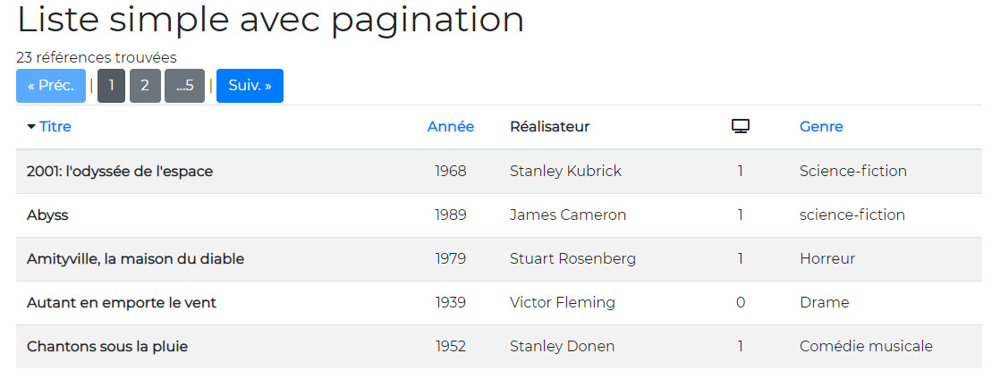 Liste simple avec pagination
23 références trouvées
« Préc. | 1 2 ...5 | Suiv. »
Titre Année Réalisateur Genre
2001: l'odyssée de l'espace 1968 Stanley Kubrick 1 Science-fiction
Abyss 1989 James Cameron 1 science-fiction
Amityville, la maison du diable 1979 Stuart Rosenberg 1 Horreur
Autant en emporte le vent 1939 Victor Fleming 0 Drame
Chantons sous la pluie 1952 Stanley Donen 1 Comédie musicale